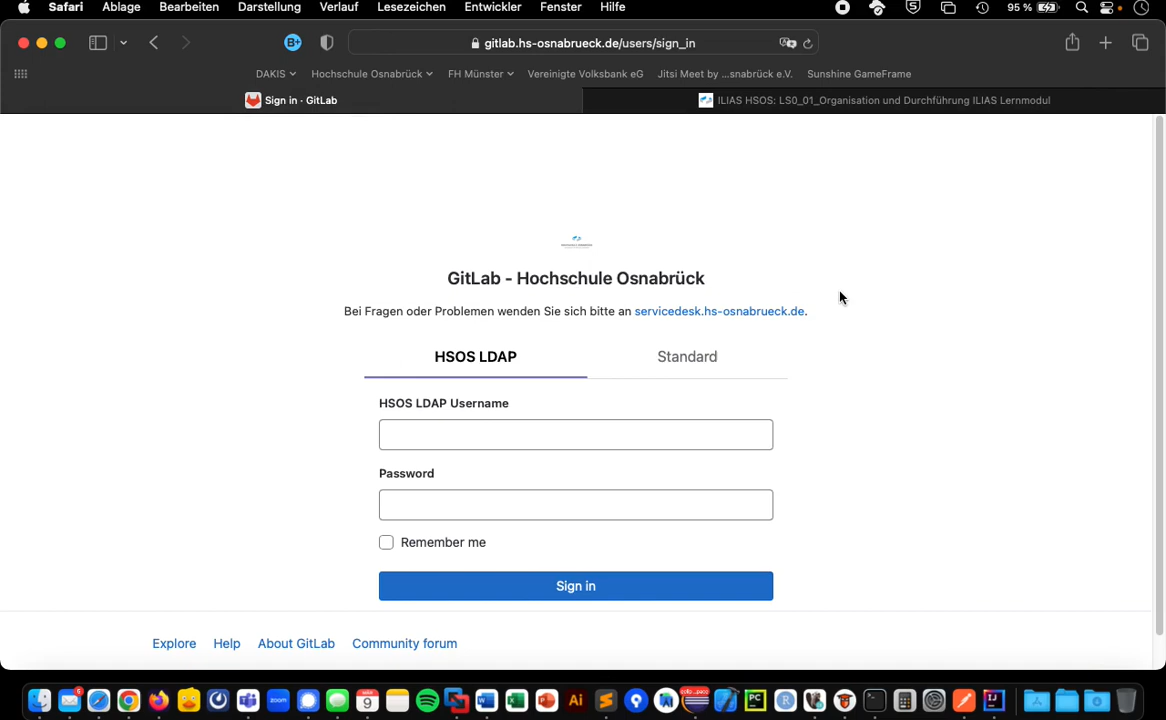 Safari Ablage Bearbeiten Darstellung Verlauf Lesezeichen Entwickler Fenster Hilfe 95 %
gitlab.hs-osnabrueck.de/users/sign_in
DAKIS Hochschule Osnabrück FH Münster Vereinigte Volksbank eG Jitsi Meet by ...snabrück e.V. Sunshine GameFrame
Sign in · GitLab ILIAS HSOS: LS0_01_Organisation und Durchführung ILIAS Lernmodul
GitLab - Hochschule Osnabrück
Bei Fragen oder Problemen wenden Sie sich bitte an servicedesk.hs-osnabrueck.de.
HSOS LDAP Standard
HSOS LDAP Username
Password
Remember me
Sign in
Explore Help About GitLab Community forum